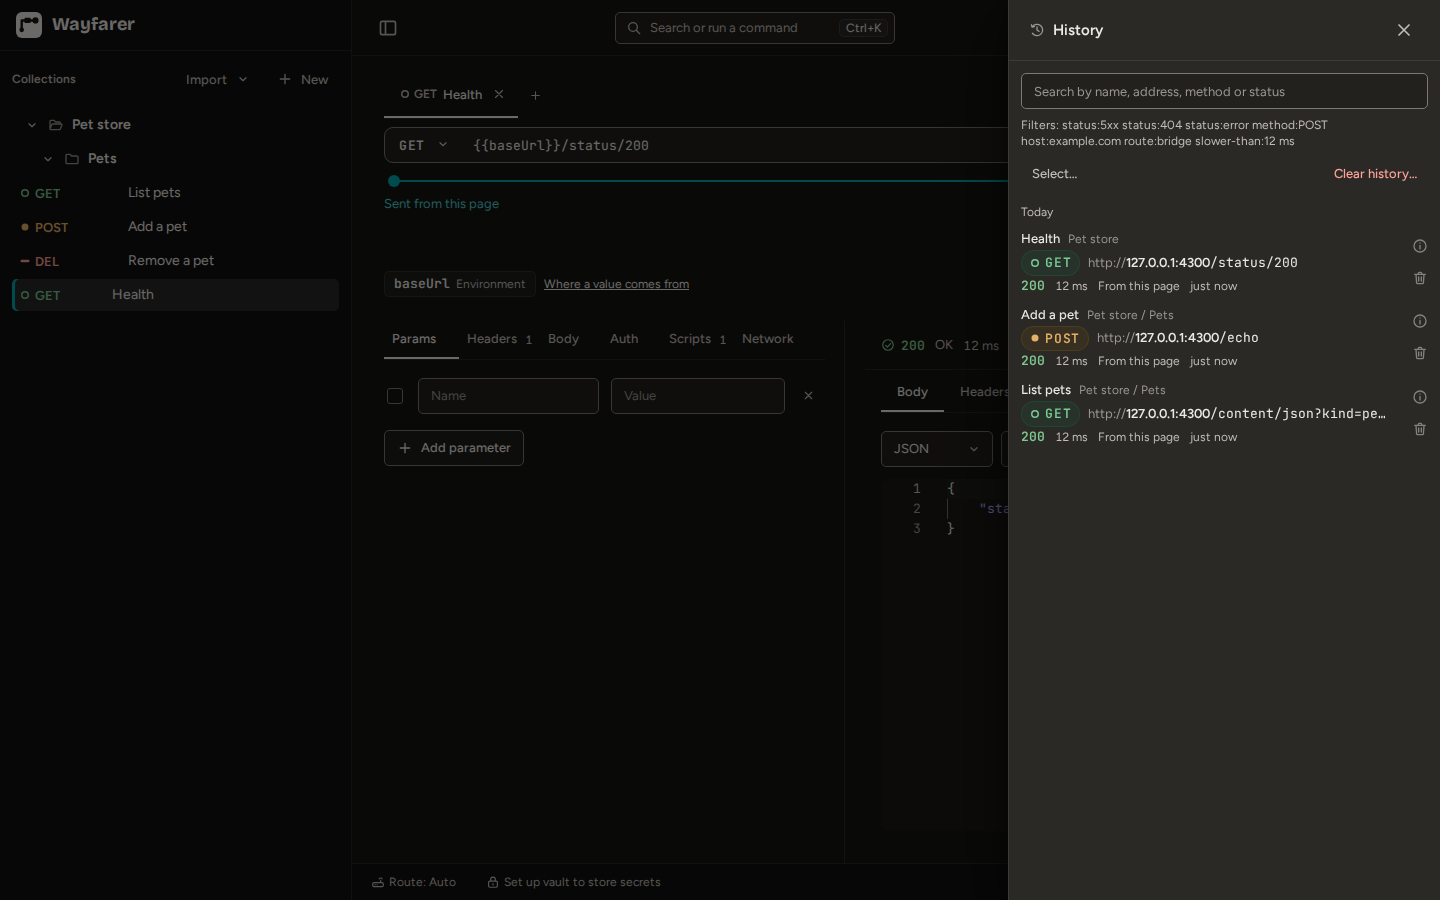 Wayfarer
Search or run a command Ctrl+K
Collections Import New
Pet store
Pets
GET List pets
POST Add a pet
DEL Remove a pet
GET Health
GET Health
GET {{baseUrl}}/status/200
Sent from this page
baseUrl Environment Where a value comes from
Params Headers 1 Body Auth Scripts 1 Network
Name Value
Add parameter
200 OK 12 ms
Body Headers
JSON
1 {
2 "sta
3 }
Route: Auto Set up vault to store secrets
History
Search by name, address, method or status
Filters: status:5xx status:404 status:error method:POST
host:example.com route:bridge slower-than:12 ms
Select... Clear history...
Today
Health Pet store
GET http://127.0.0.1:4300/status/200
200 12 ms From this page just now
Add a pet Pet store / Pets
POST http://127.0.0.1:4300/echo
200 12 ms From this page just now
List pets Pet store / Pets
GET http://127.0.0.1:4300/content/json?kind=pe…
200 12 ms From this page just now